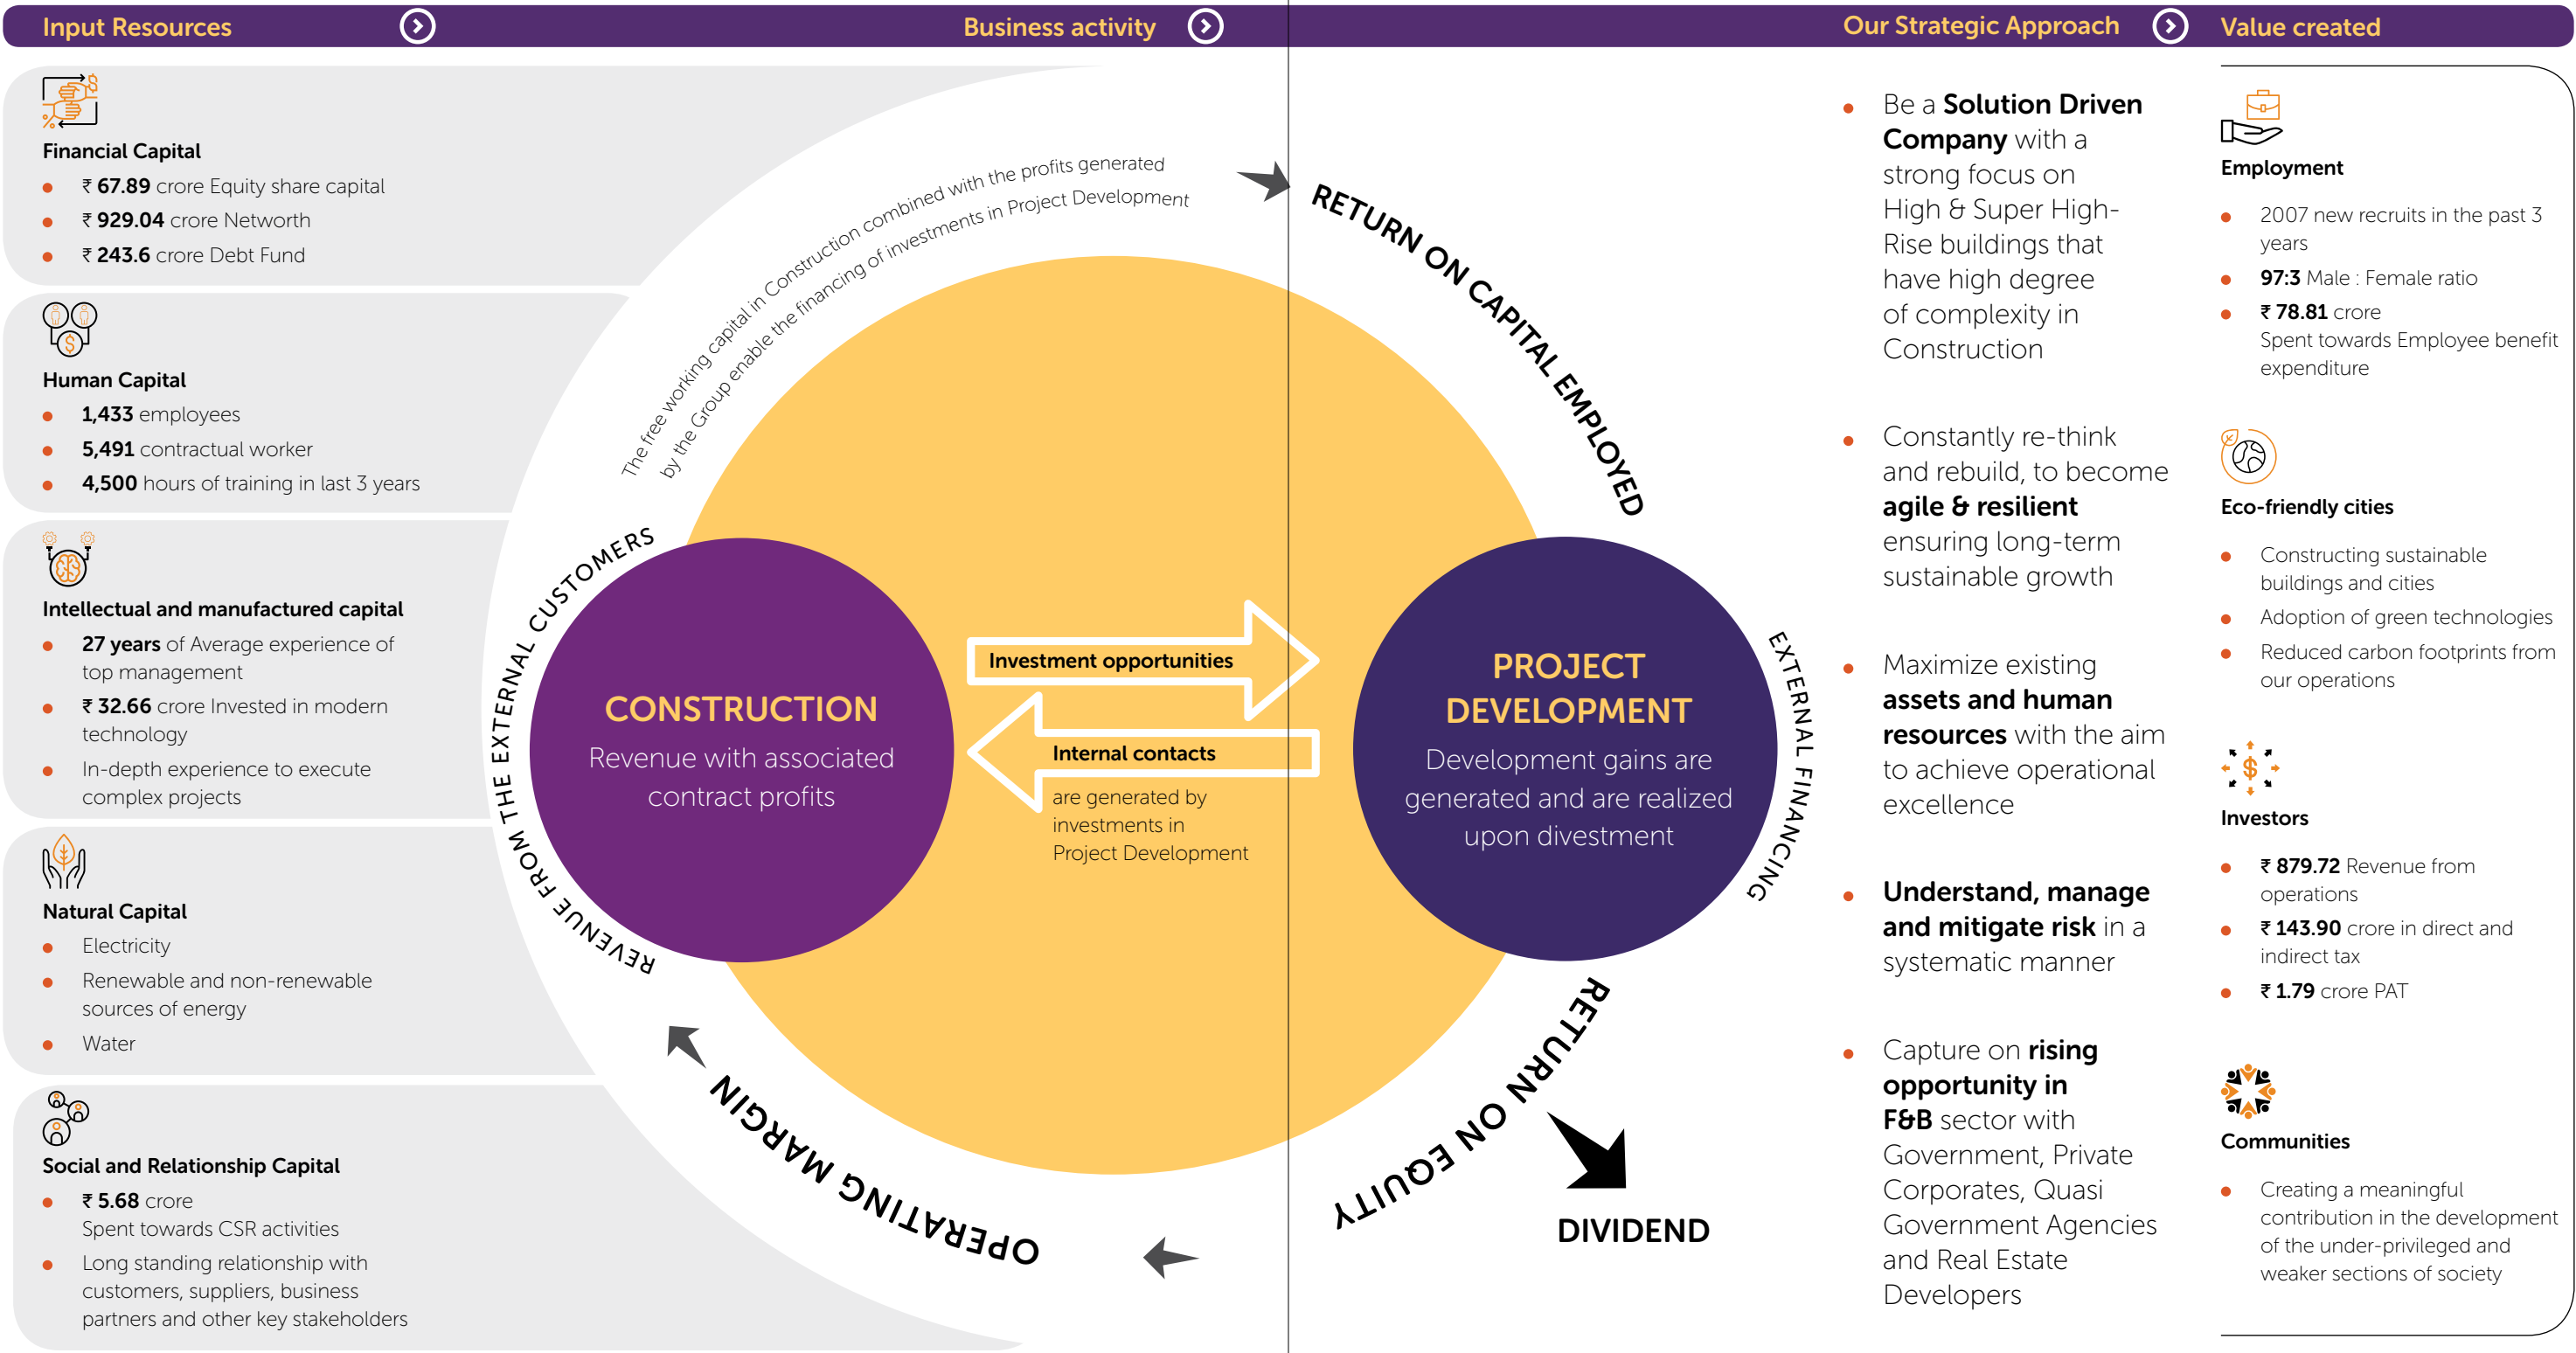 Input Resources
Business activity
Our Strategic Approach
Value created
Financial Capital
₹ 67.89 crore Equity share capital
₹ 929.04 crore Networth
₹ 243.6 crore Debt Fund
Human Capital
1,433 employees
5,491 contractual worker
4,500 hours of training in last 3 years
Intellectual and manufactured capital
27 years of Average experience of
top management
₹ 32.66 crore Invested in modern
technology
In-depth experience to execute
complex projects
Natural Capital
Electricity
Renewable and non-renewable
sources of energy
Water
Social and Relationship Capital
₹ 5.68 crore
Spent towards CSR activities
Long standing relationship with
customers, suppliers, business
partners and other key stakeholders
The free working capital in Construction combined with the profits generated
by the Group enable the financing of investments in Project Development
RETURN ON CAPITAL EMPLOYED
REVENUE FROM THE EXTERNAL CUSTOMERS
CONSTRUCTION
Revenue with associated
contract profits
Investment opportunities
Internal contacts
are generated by
investments in
Project Development
PROJECT
DEVELOPMENT
Development gains are
generated and are realized
upon divestment
EXTERNAL FINANCING
RETURN ON EQUITY
DIVIDEND
OPERATING MARGIN
Be a Solution Driven
Company with a
strong focus on
High & Super High-
Rise buildings that
have high degree
of complexity in
Construction
Constantly re-think
and rebuild, to become
agile & resilient
ensuring long-term
sustainable growth
Maximize existing
assets and human
resources with the aim
to achieve operational
excellence
Understand, manage
and mitigate risk in a
systematic manner
Capture on rising
opportunity in
F&B sector with
Government, Private
Corporates, Quasi
Government Agencies
and Real Estate
Developers
Employment
2007 new recruits in the past 3
years
97:3 Male : Female ratio
₹ 78.81 crore
Spent towards Employee benefit
expenditure
Eco-friendly cities
Constructing sustainable
buildings and cities
Adoption of green technologies
Reduced carbon footprints from
our operations
Investors
₹ 879.72 Revenue from
operations
₹ 143.90 crore in direct and
indirect tax
₹ 1.79 crore PAT
Communities
Creating a meaningful
contribution in the development
of the under-privileged and
weaker sections of society